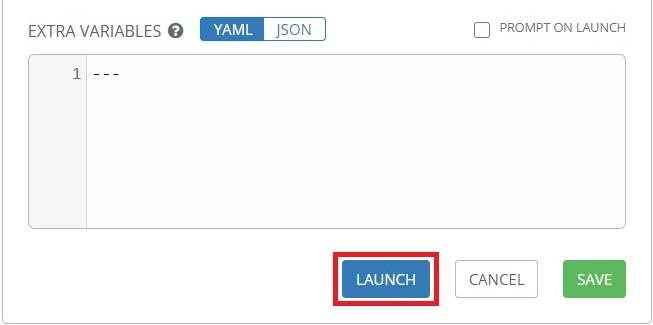 EXTRA VARIABLES ? YAML JSON PROMPT ON LAUNCH
1 ---
LAUNCH CANCEL SAVE